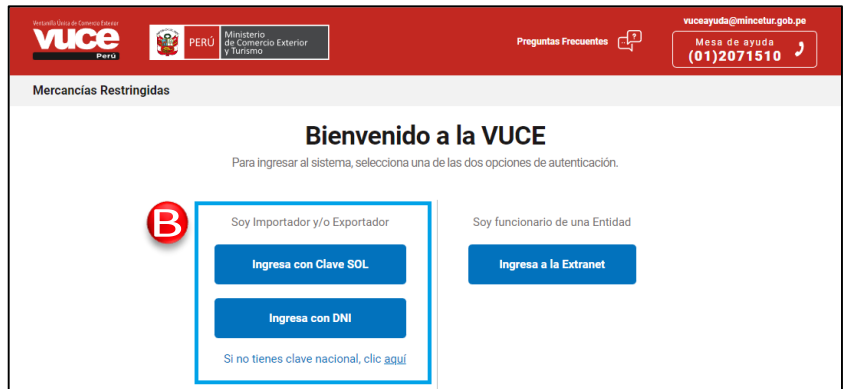 Ventanilla Única de Comercio Exterior
vuce
Perú
PERÚ
Ministerio
de Comercio Exterior
y Turismo
Preguntas Frecuentes
?
vuceayuda@mincetur.gob.pe
Mesa de ayuda
(01)2071510
Mercancías Restringidas
Bienvenido a la VUCE
Para ingresar al sistema, selecciona una de las dos opciones de autenticación.
B
Soy Importador y/o Exportador
Ingresa con Clave SOL
Ingresa con DNI
Si no tienes clave nacional, clic aquí
Soy funcionario de una Entidad
Ingresa a la Extranet